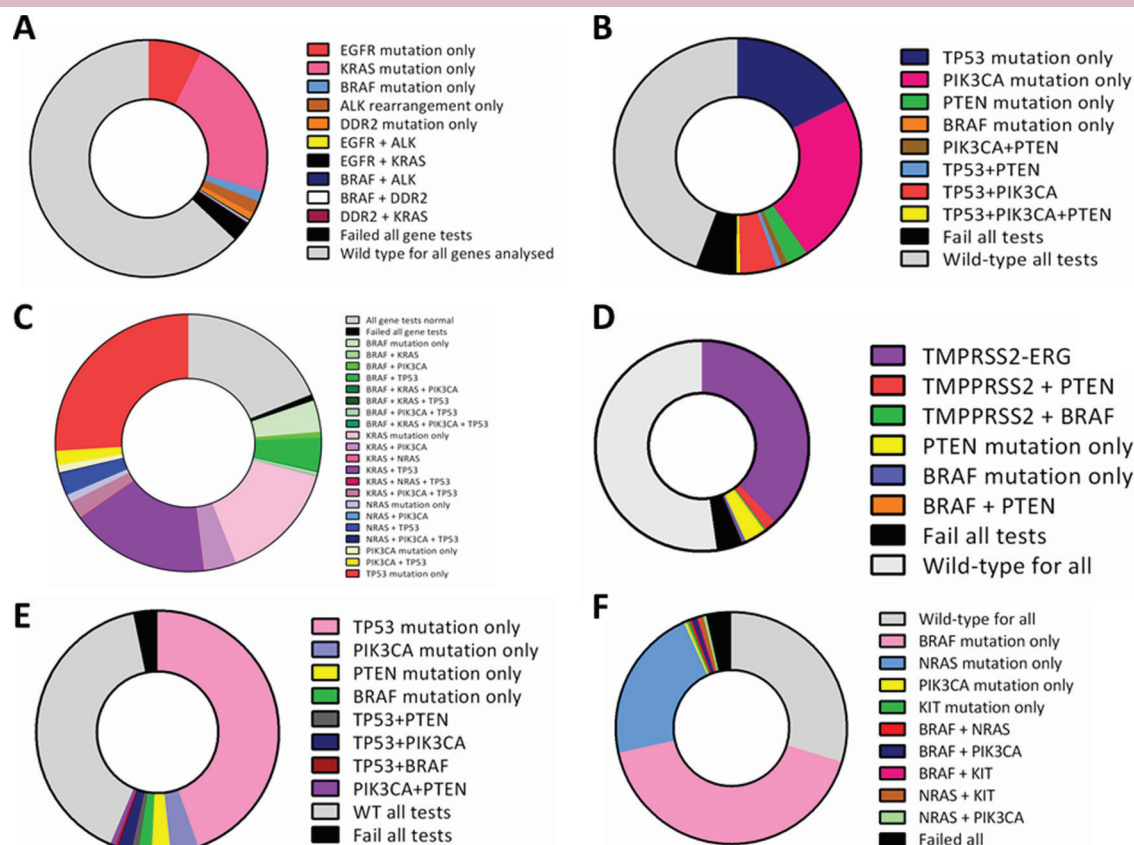 A
EGFR mutation only
KRAS mutation only
BRAF mutation only
ALK rearrangement only
DDR2 mutation only
EGFR + ALK
EGFR + KRAS
BRAF + ALK
BRAF + DDR2
DDR2 + KRAS
Failed all gene tests
Wild type for all genes analysed
B
TP53 mutation only
PIK3CA mutation only
PTEN mutation only
BRAF mutation only
PIK3CA+PTEN
TP53+PTEN
TP53+PIK3CA
TP53+PIK3CA+PTEN
Fail all tests
Wild-type all tests
C
All gene tests normal
Failed all gene tests
BRAF mutation only
BRAF + KRAS
BRAF + PIK3CA
BRAF + TP53
BRAF + KRAS + PIK3CA
BRAF + KRAS + TP53
BRAF + PIK3CA + TP53
BRAF + KRAS + PIK3CA + TP53
KRAS mutation only
KRAS + PIK3CA
KRAS + NRAS
KRAS + TP53
KRAS + NRAS + TP53
KRAS + PIK3CA + TP53
NRAS mutation only
NRAS + PIK3CA
NRAS + TP53
NRAS + PIK3CA + TP53
PIK3CA mutation only
PIK3CA + TP53
TP53 mutation only
D
TMPRSS2-ERG
TMPPRSS2 + PTEN
TMPPRSS2 + BRAF
PTEN mutation only
BRAF mutation only
BRAF + PTEN
Fail all tests
Wild-type for all
E
TP53 mutation only
PIK3CA mutation only
PTEN mutation only
BRAF mutation only
TP53+PTEN
TP53+PIK3CA
TP53+BRAF
PIK3CA+PTEN
WT all tests
Fail all tests
F
Wild-type for all
BRAF mutation only
NRAS mutation only
PIK3CA mutation only
KIT mutation only
BRAF + NRAS
BRAF + PIK3CA
BRAF + KIT
NRAS + KIT
NRAS + PIK3CA
Failed all